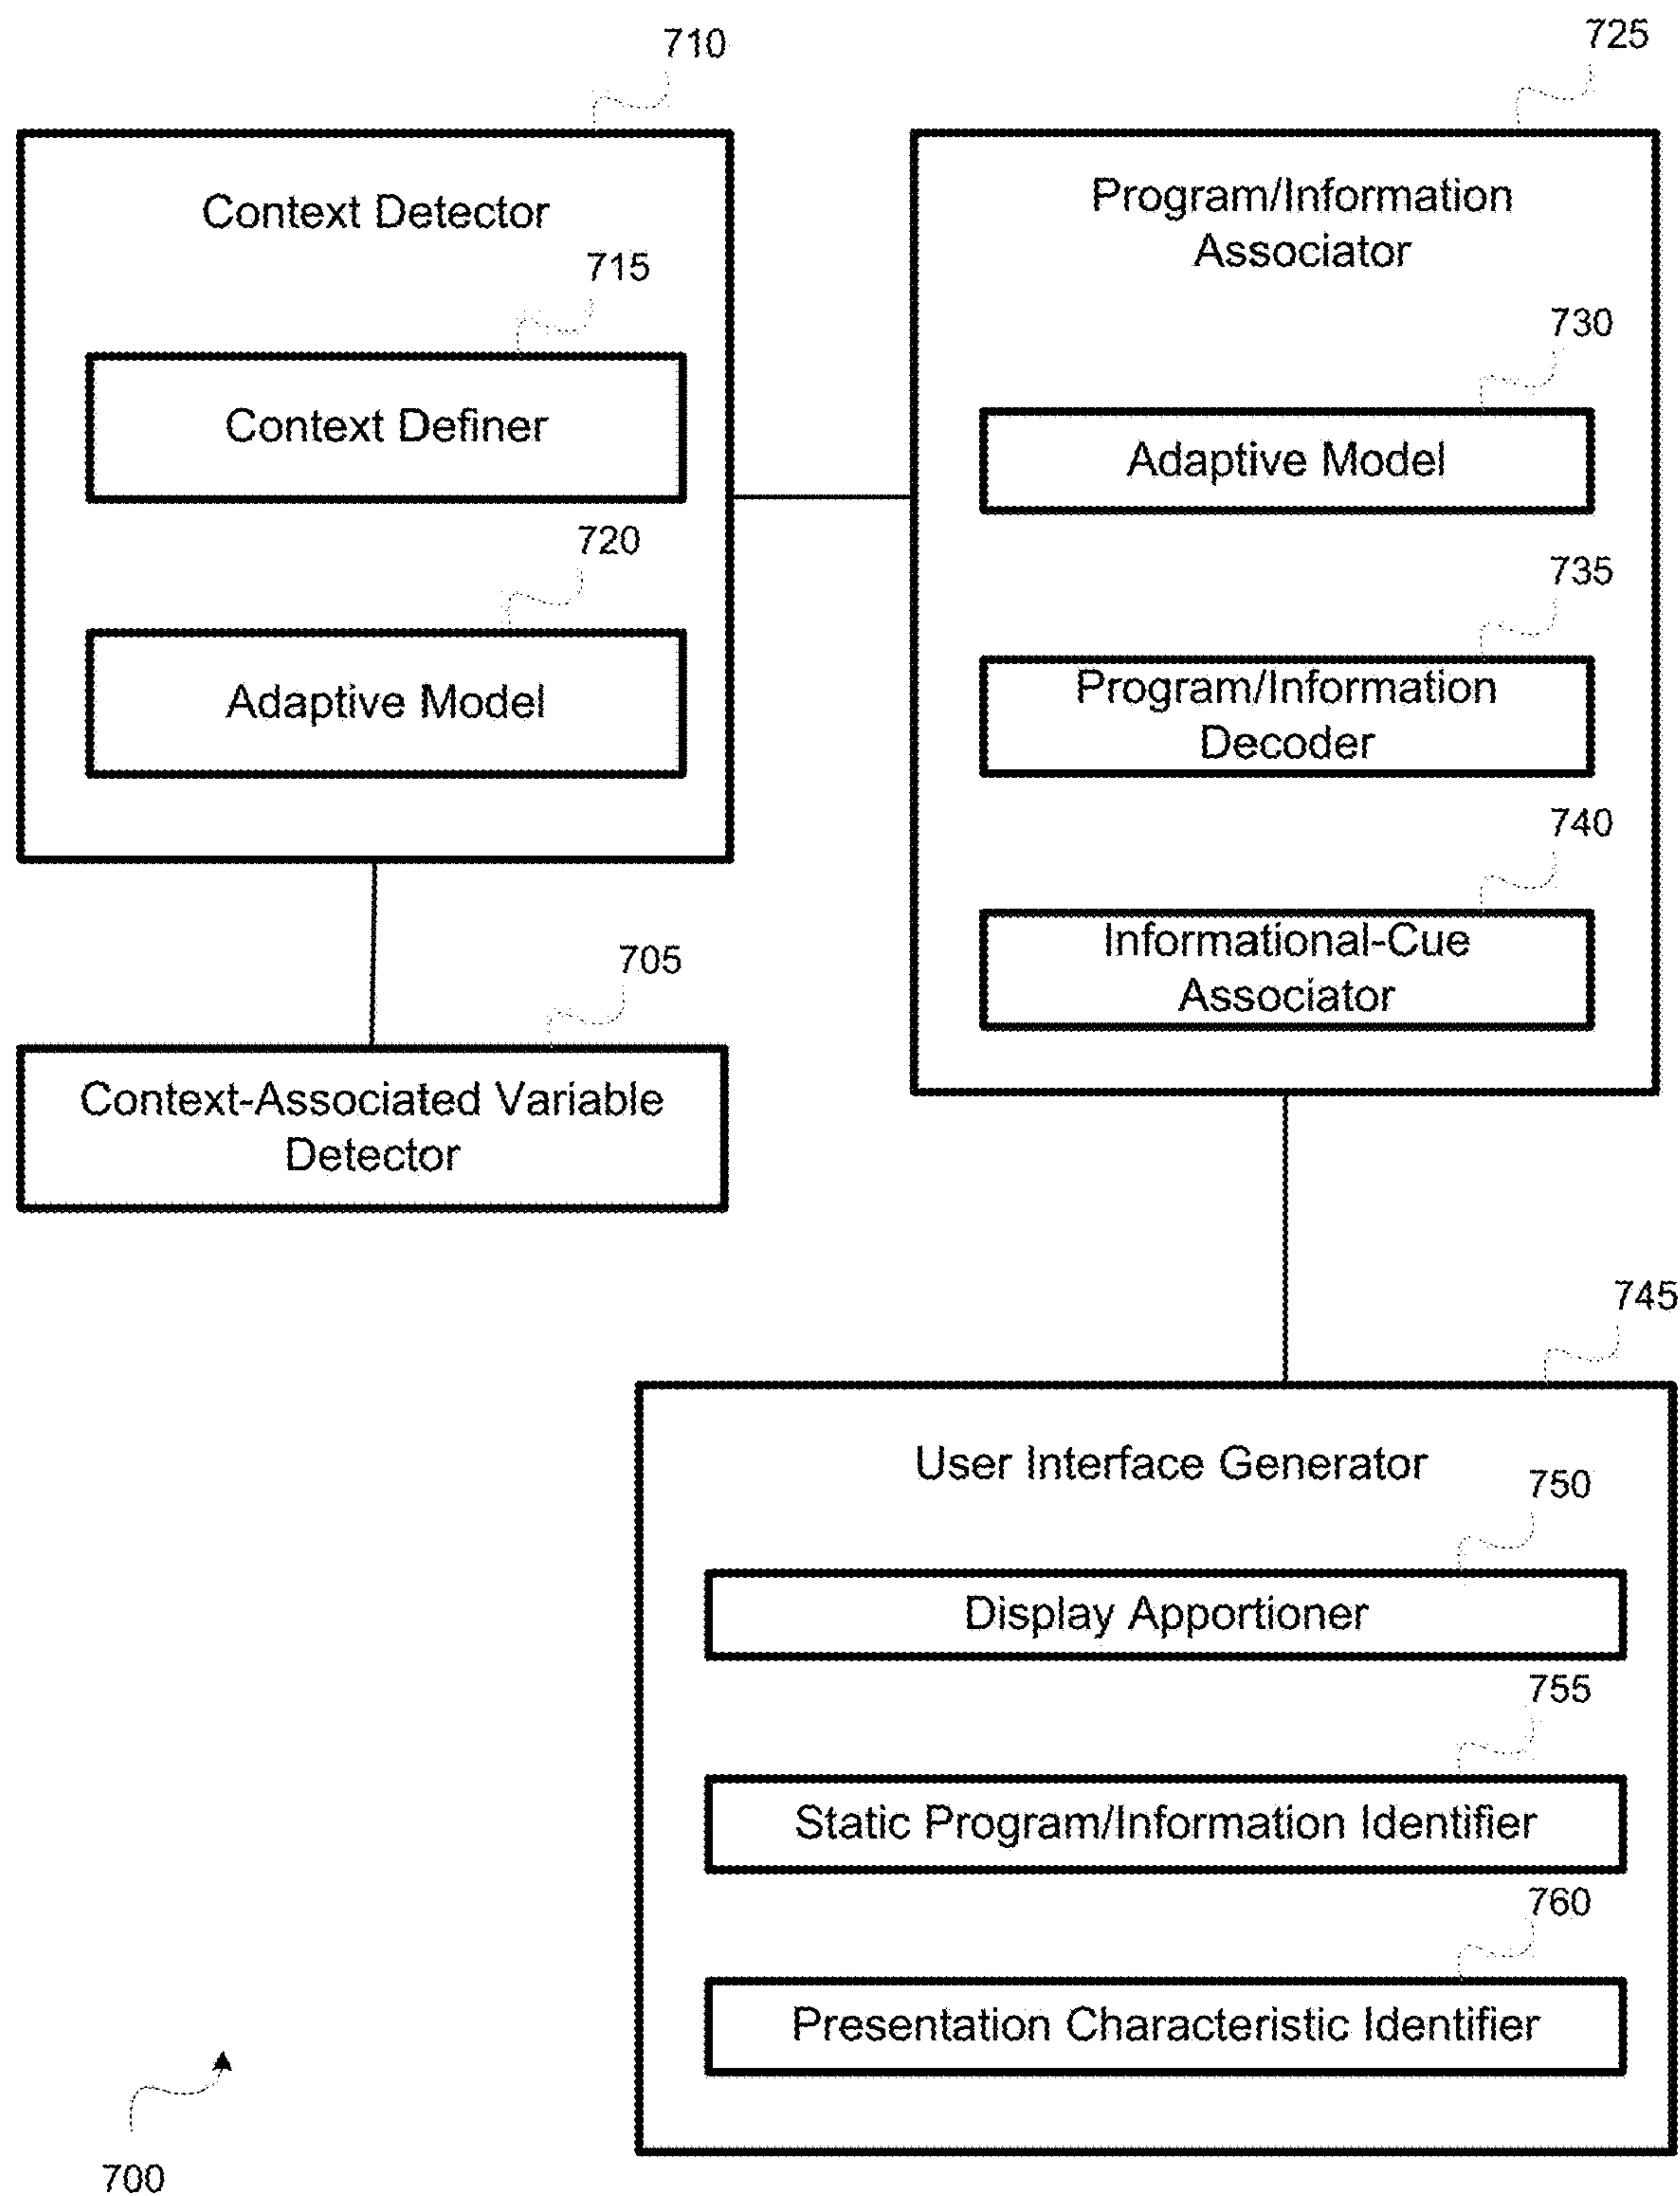 710
Context Detector
715
Context Definer
720
Adaptive Model
705
Context-Associated Variable
Detector
725
Program/Information
Associator
730
Adaptive Model
735
Program/Information
Decoder
740
Informational-Cue
Associator
745
User Interface Generator
750
Display Apportioner
755
Static Program/Information Identifier
760
Presentation Characteristic Identifier
700